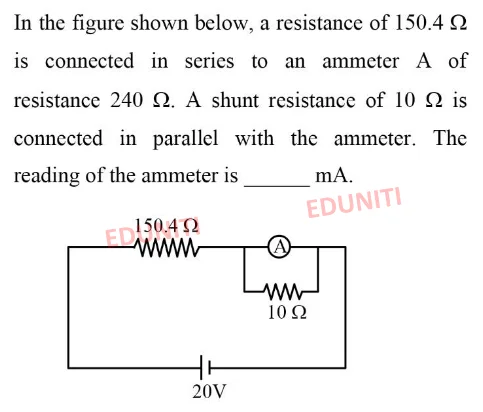 In the figure shown below, a resistance of 150.4 Ω
is connected in series to an ammeter A of
resistance 240 Ω. A shunt resistance of 10 Ω is
connected in parallel with the ammeter. The
reading of the ammeter is ______ mA.
EDUNITI
150.4 Ω
EDUNITI
A
10 Ω
20V